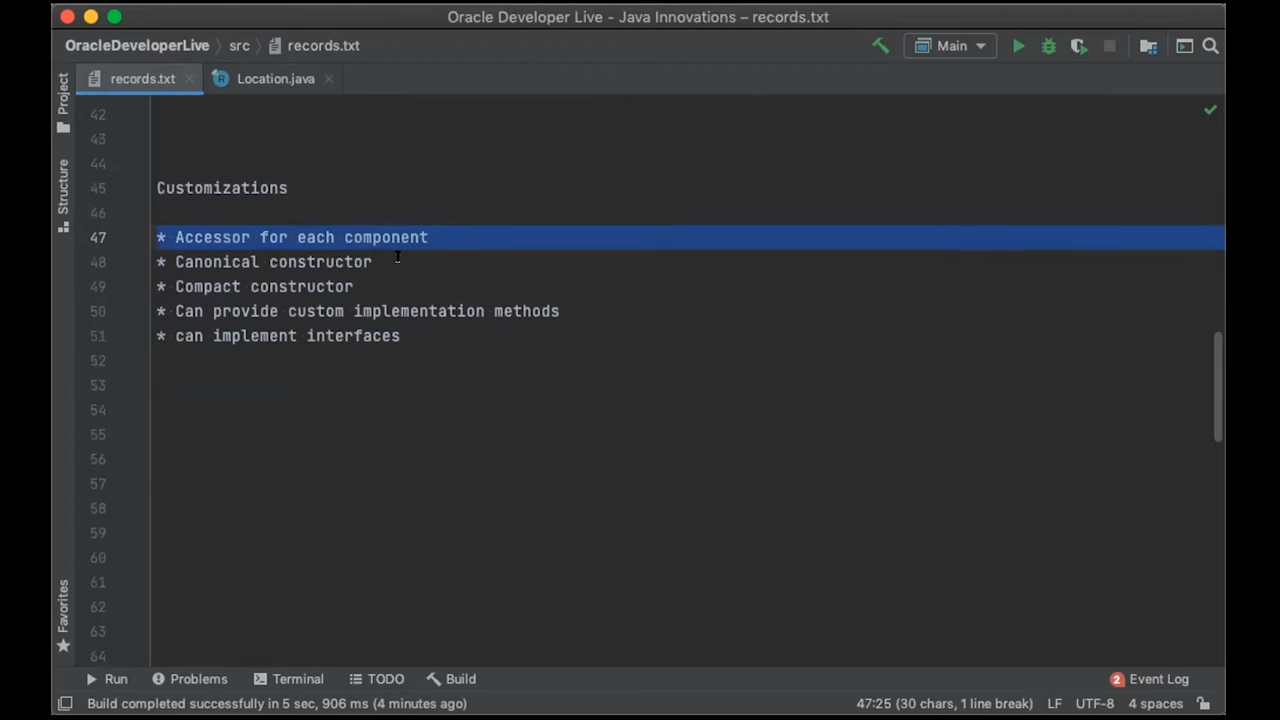 Oracle Developer Live - Java Innovations – records.txt
OracleDeveloperLive src records.txt Main
records.txt Location.java
Project
Structure
Favorites
42
43
44
45 Customizations
46
47 * Accessor for each component
48 * Canonical constructor
49 * Compact constructor
50 * Can provide custom implementation methods
51 * can implement interfaces
52
53
54
55
56
57
58
59
60
61
62
63
64
Run Problems Terminal TODO Build 2 Event Log
Build completed successfully in 5 sec, 906 ms (4 minutes ago) 47:25 (30 chars, 1 line break) LF UTF-8 4 spaces